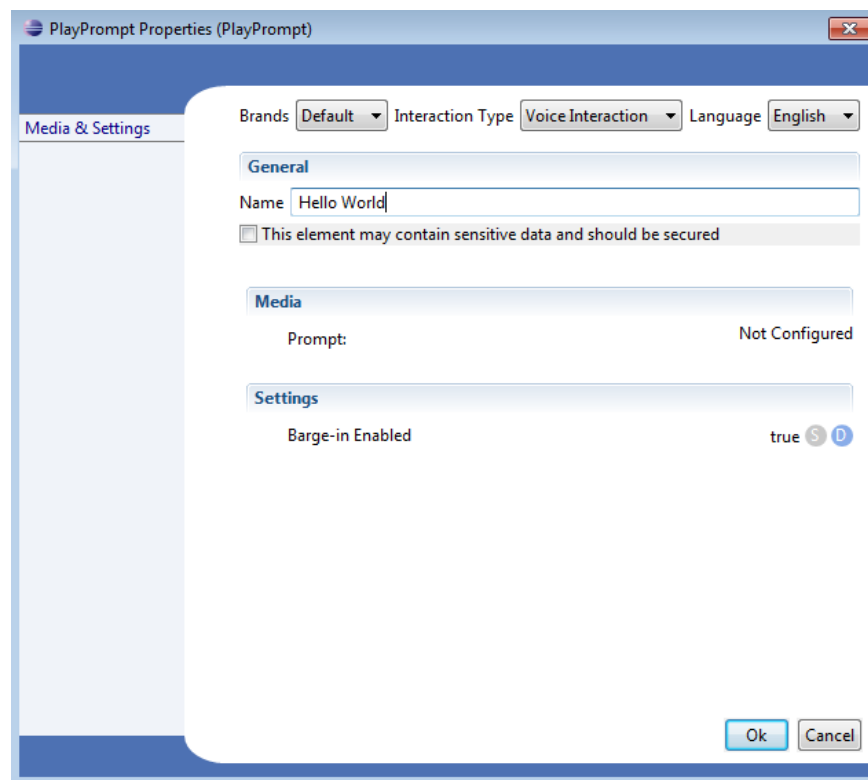 PlayPrompt Properties (PlayPrompt)
Brands Default Interaction Type Voice Interaction Language English
Media & Settings
General
Name Hello World
This element may contain sensitive data and should be secured
Media
Prompt: Not Configured
Settings
Barge-in Enabled true S D
Ok Cancel